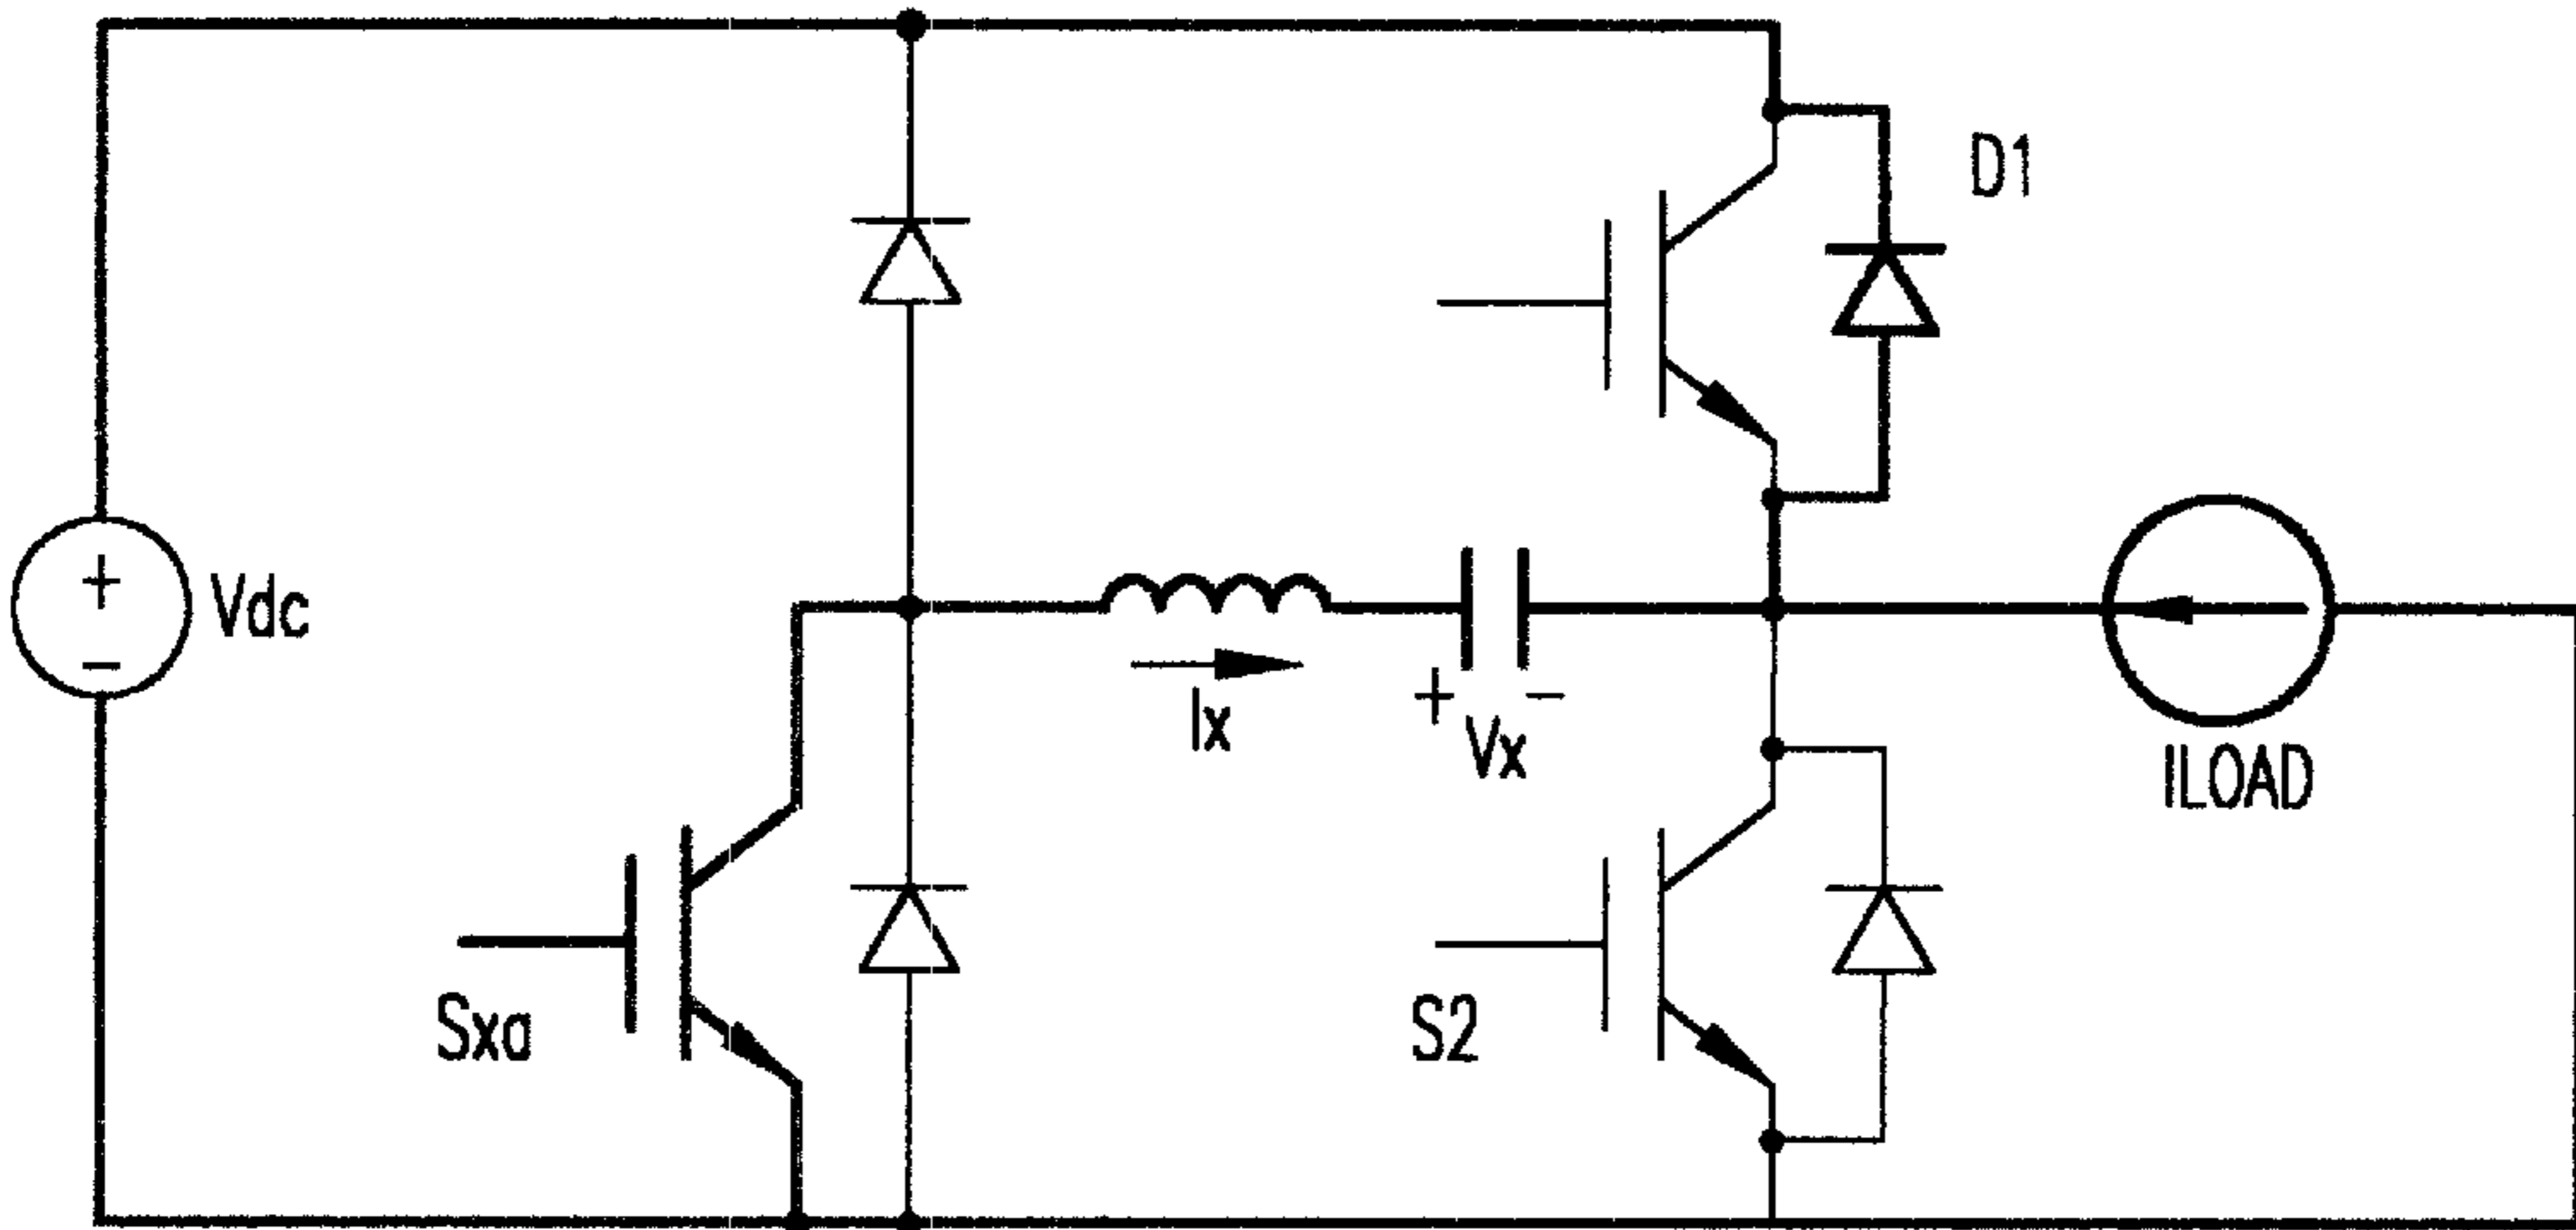 D1
+
Vdc
-
Ix
+ -
Vx
ILOAD
Sxa
S2